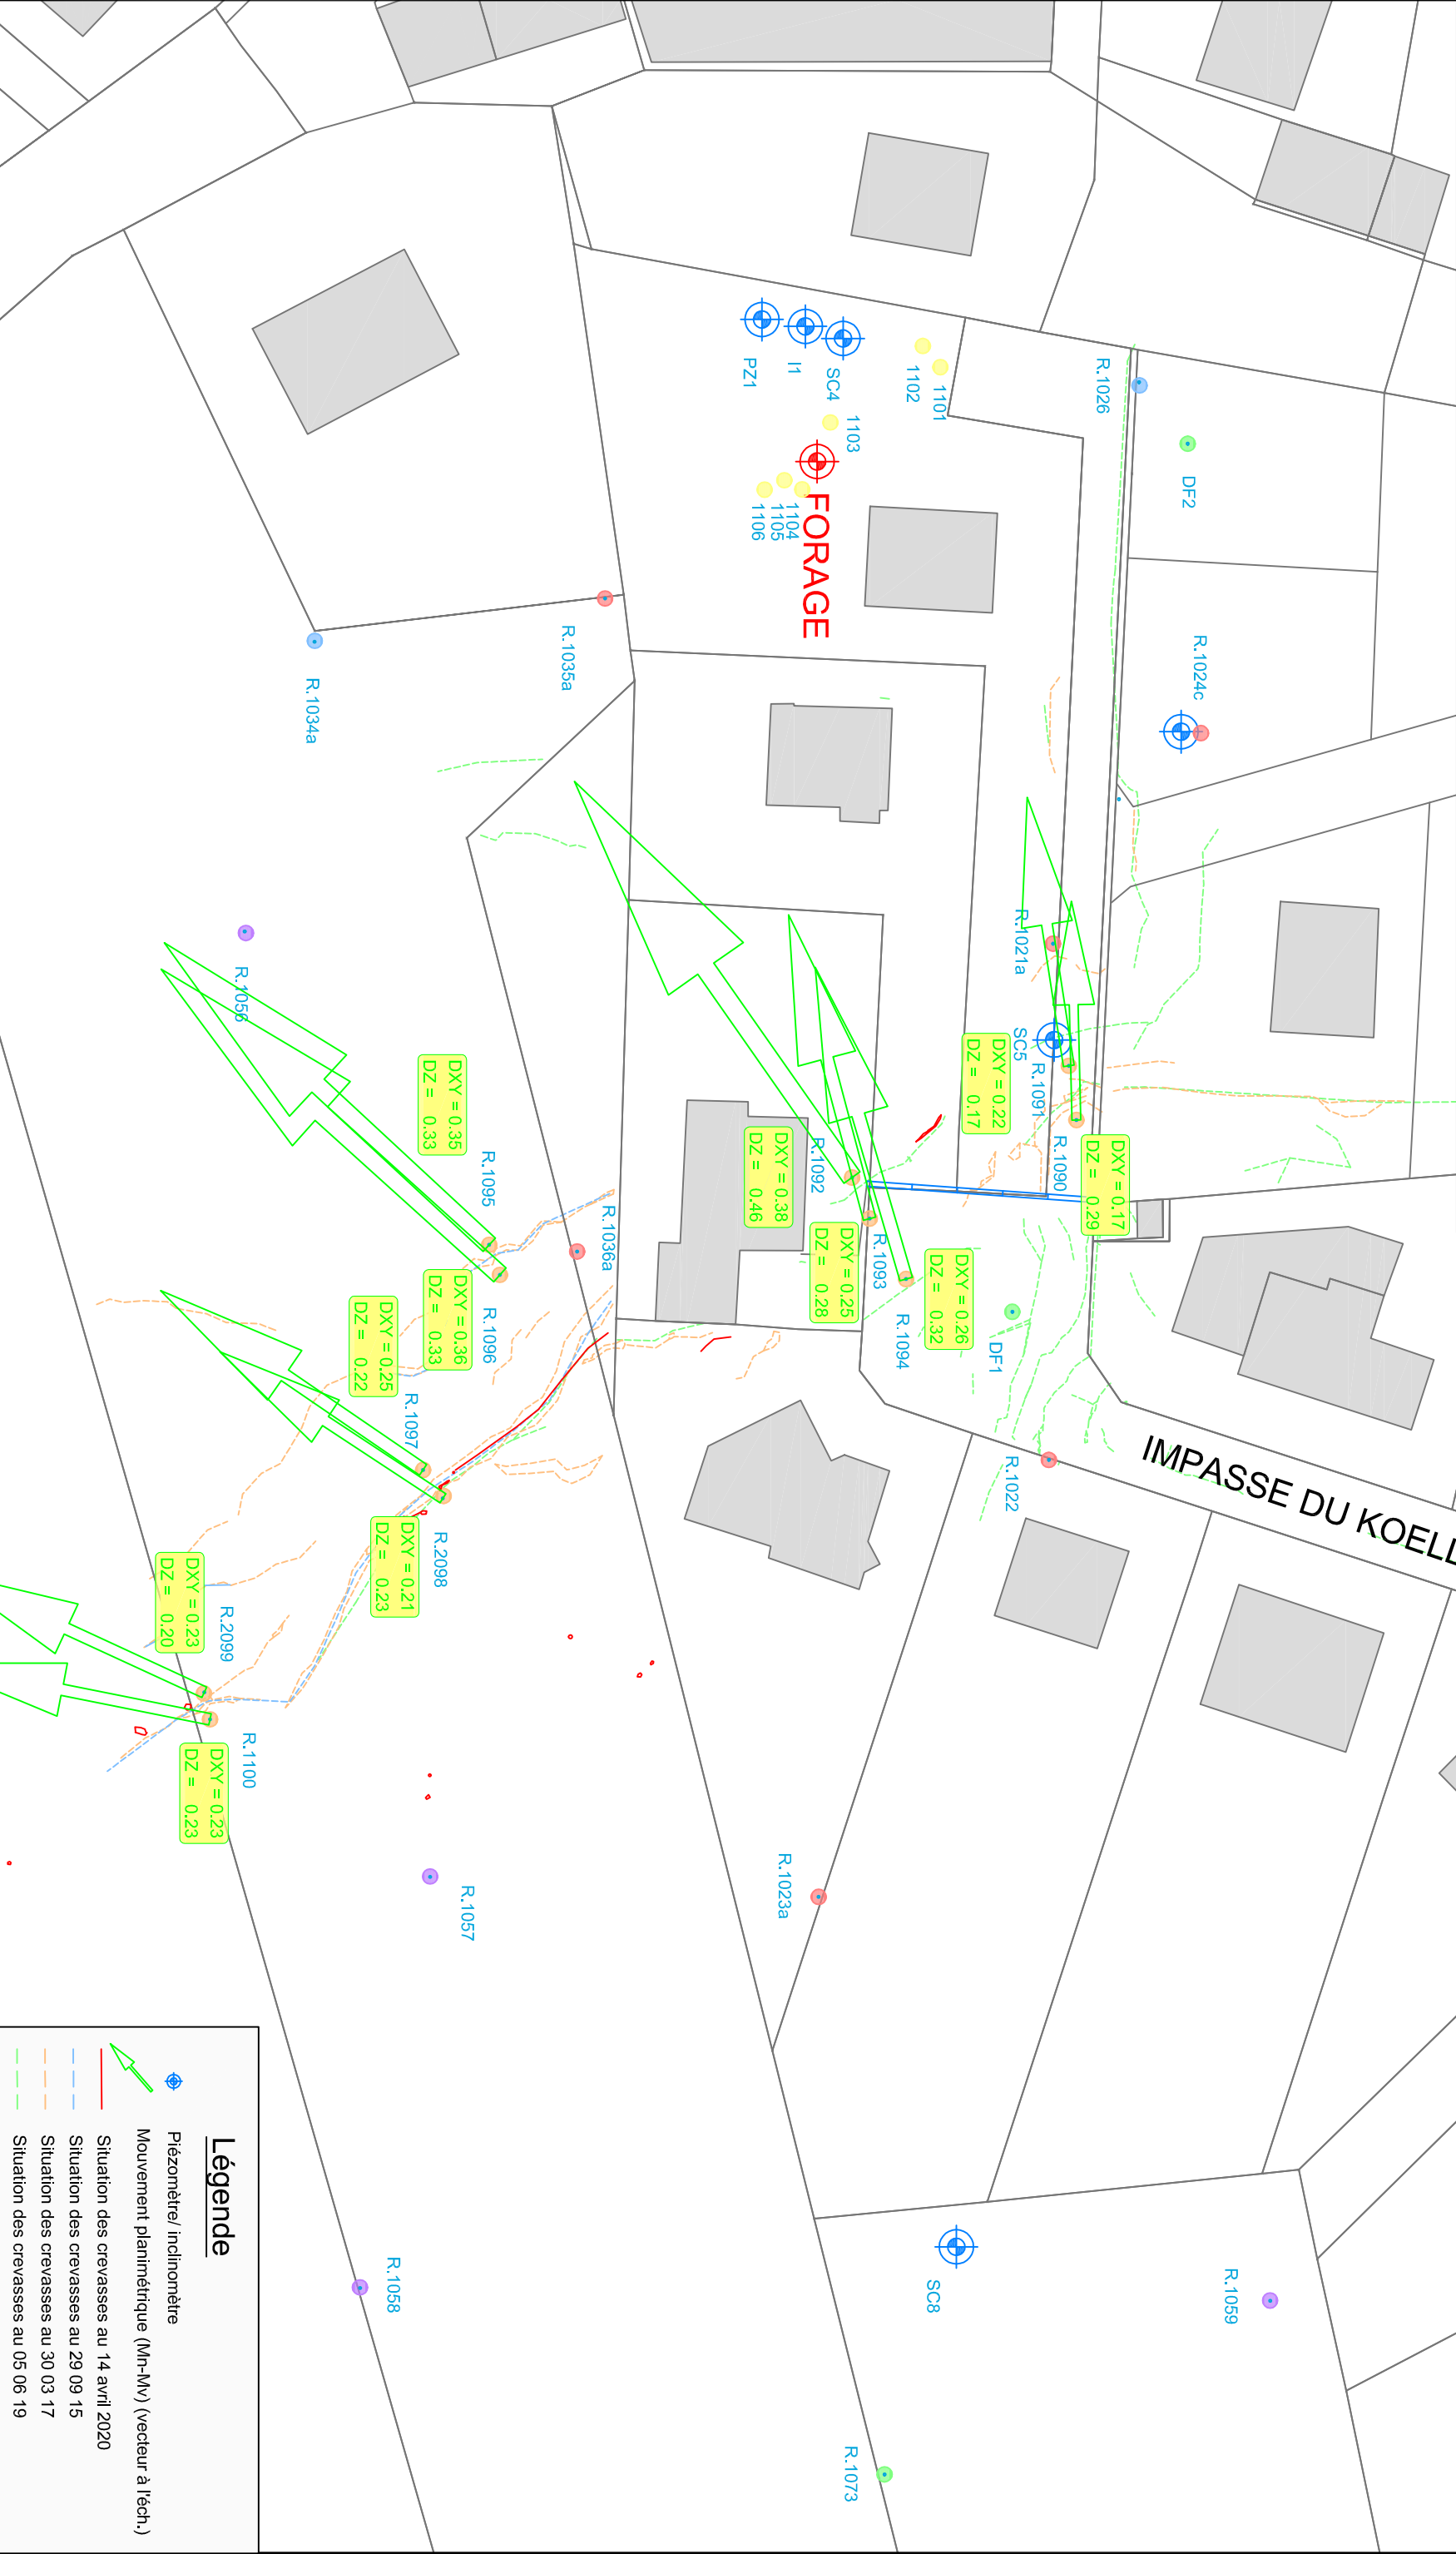 PZ1
I1
SC4
1102
1101
1103
1104
1105
1106
FORAGE
R.1026
DF2
R.1024c
R.1035a
R.1034a
R.1021a
SC5
R.1091
DXY = 0.22
DZ = 0.17
R.1090
DXY = 0.17
DZ = 0.29
R.1056
DXY = 0.35
DZ = 0.33
R.1095
R.1092
DXY = 0.38
DZ = 0.46
R.1036a
R.1093
DXY = 0.25
DZ = 0.28
DXY = 0.26
DZ = 0.32
R.1094
DF1
R.1096
DXY = 0.36
DZ = 0.33
DXY = 0.25
DZ = 0.22
R.1097
R.1022
IMPASSE DU KOELL
R.2098
DXY = 0.21
DZ = 0.23
DXY = 0.23
DZ = 0.20
R.2099
R.1100
DXY = 0.23
DZ = 0.23
R.1057
R.1023a
R.1058
SC8
R.1059
R.1073
Légende
Piézomètre/ inclinomètre
Mouvement planimétrique (Mn-Mv) (vecteur à l'éch.)
Situation des crevasses au 14 avril 2020
Situation des crevasses au 29 09 15
Situation des crevasses au 30 03 17
Situation des crevasses au 05 06 19